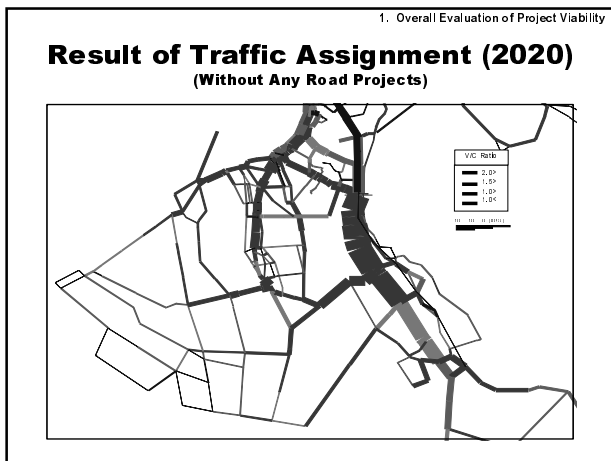 1. Overall Evaluation of Project Viability
Result of Traffic Assignment (2020)
(Without Any Road Projects)
V/C Ratio
2.0>
1.5>
1.0>
1.0<